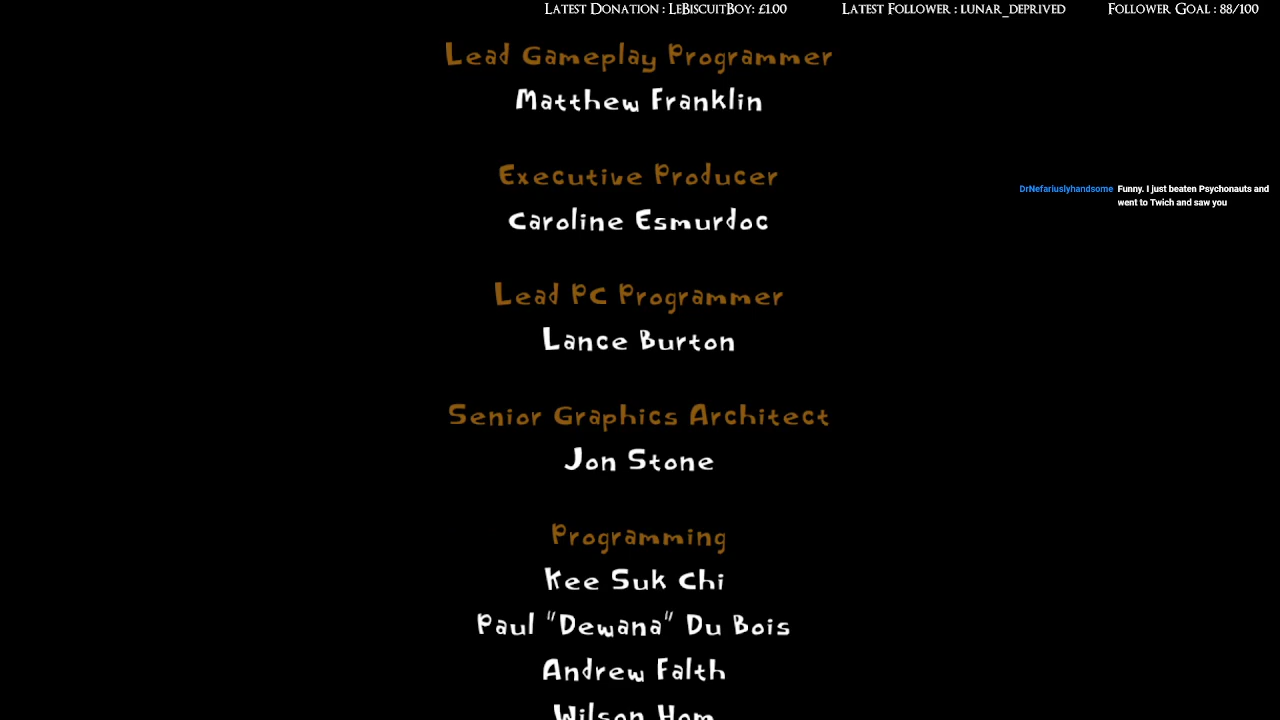 Latest Donation : LeBiscuitBoy: £1.00 Latest Follower : lunar_deprived Follower Goal : 88/100
Lead Gameplay Programmer
Matthew Franklin
Executive Producer
Caroline Esmurdoc
DrNefariuslyhandsome Funny. I just beaten Psychonauts and
went to Twich and saw you
Lead PC Programmer
Lance Burton
Senior Graphics Architect
Jon Stone
Programming
Kee Suk Chi
Paul "Dewana" Du Bois
Andrew Falth
Wilson Hom